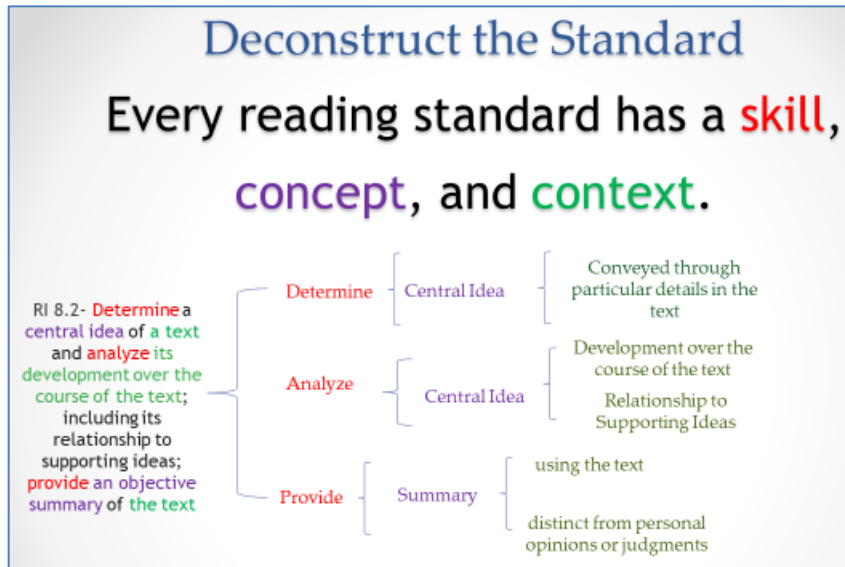 Deconstruct the Standard
Every reading standard has a skill,
concept, and context.
RI 8.2- Determine a
central idea of a text
and analyze its
development over the
course of the text;
including its
relationship to
supporting ideas;
provide an objective
summary of the text
Determine
Central Idea
Conveyed through
particular details in the
text
Analyze
Central Idea
Development over the
course of the text
Relationship to
Supporting Ideas
Provide
Summary
using the text
distinct from personal
opinions or judgments